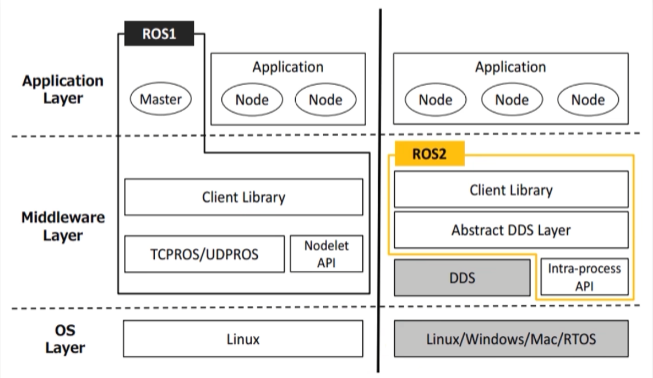 ROS1
Application
Layer
Master
Application
Node
Node
Application
Node
Node
Node
ROS2
Middleware
Layer
Client Library
TCPROS/UDPROS
Nodelet
API
Client Library
Abstract DDS Layer
DDS
Intra-process
API
OS
Layer
Linux
Linux/Windows/Mac/RTOS